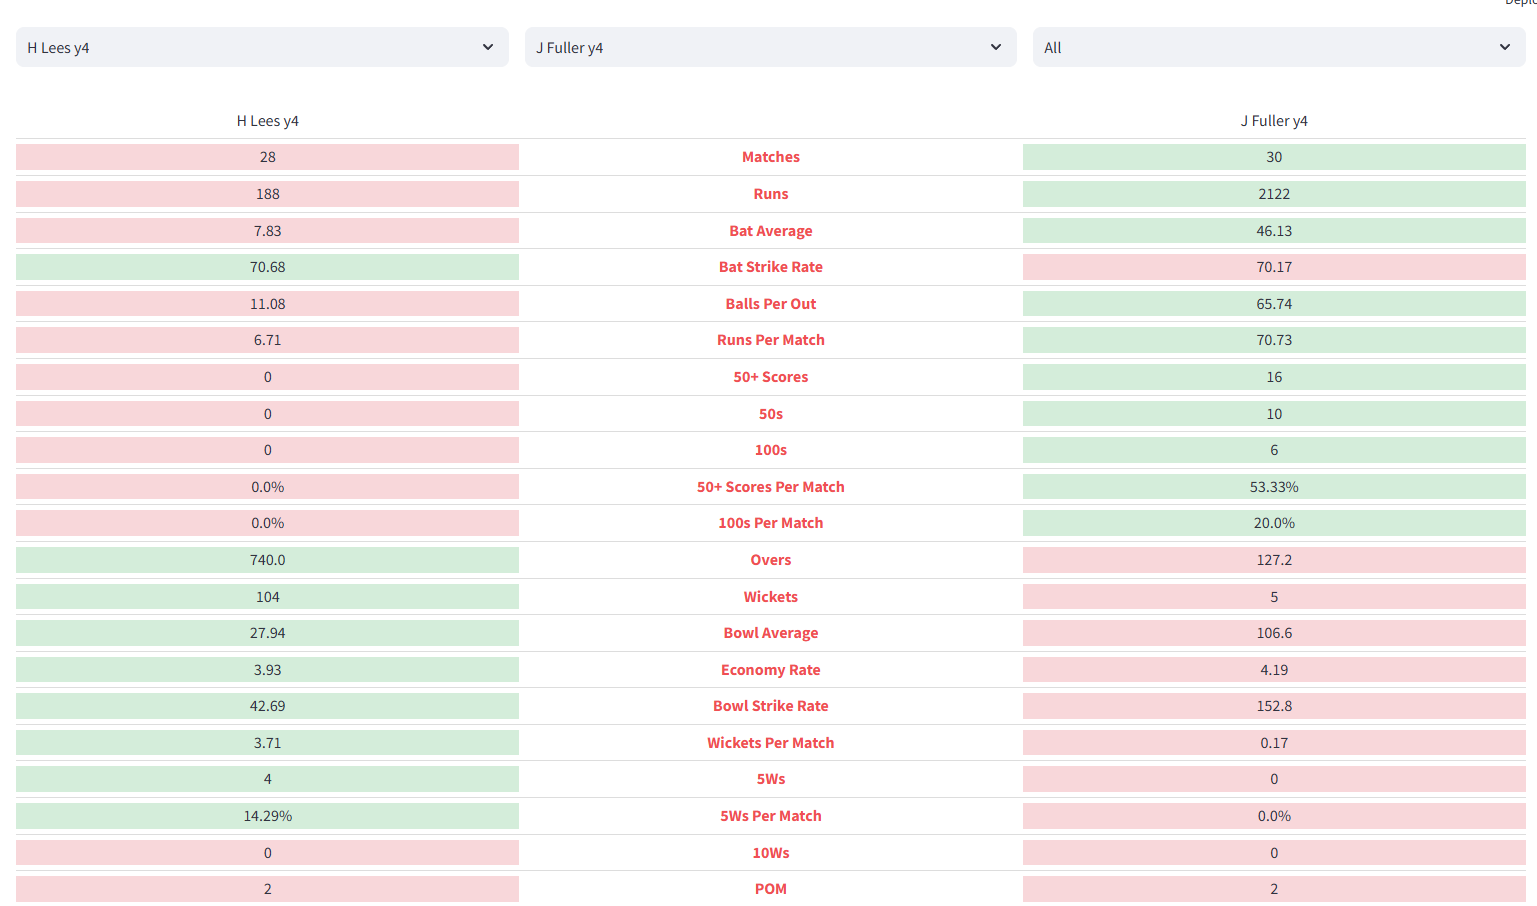 H Lees y4 J Fuller y4 All
H Lees y4 J Fuller y4
28 Matches 30
188 Runs 2122
7.83 Bat Average 46.13
70.68 Bat Strike Rate 70.17
11.08 Balls Per Out 65.74
6.71 Runs Per Match 70.73
0 50+ Scores 16
0 50s 10
0 100s 6
0.0% 50+ Scores Per Match 53.33%
0.0% 100s Per Match 20.0%
740.0 Overs 127.2
104 Wickets 5
27.94 Bowl Average 106.6
3.93 Economy Rate 4.19
42.69 Bowl Strike Rate 152.8
3.71 Wickets Per Match 0.17
4 5Ws 0
14.29% 5Ws Per Match 0.0%
0 10Ws 0
2 POM 2